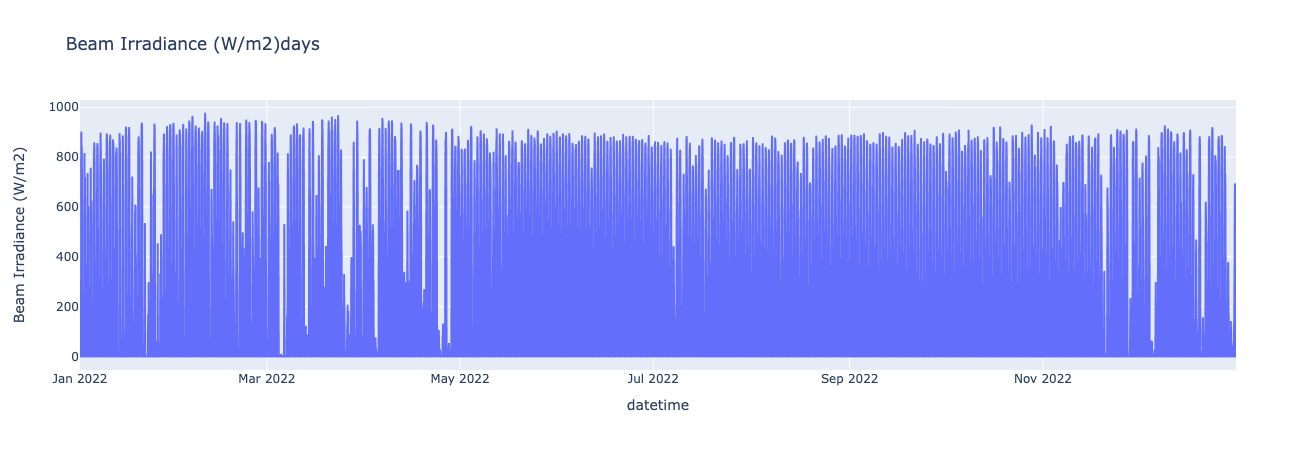 Beam Irradiance (W/m2)days
Beam Irradiance (W/m2)
1000
800
600
400
200
0
Jan 2022
Mar 2022
May 2022
Jul 2022
Sep 2022
Nov 2022
datetime